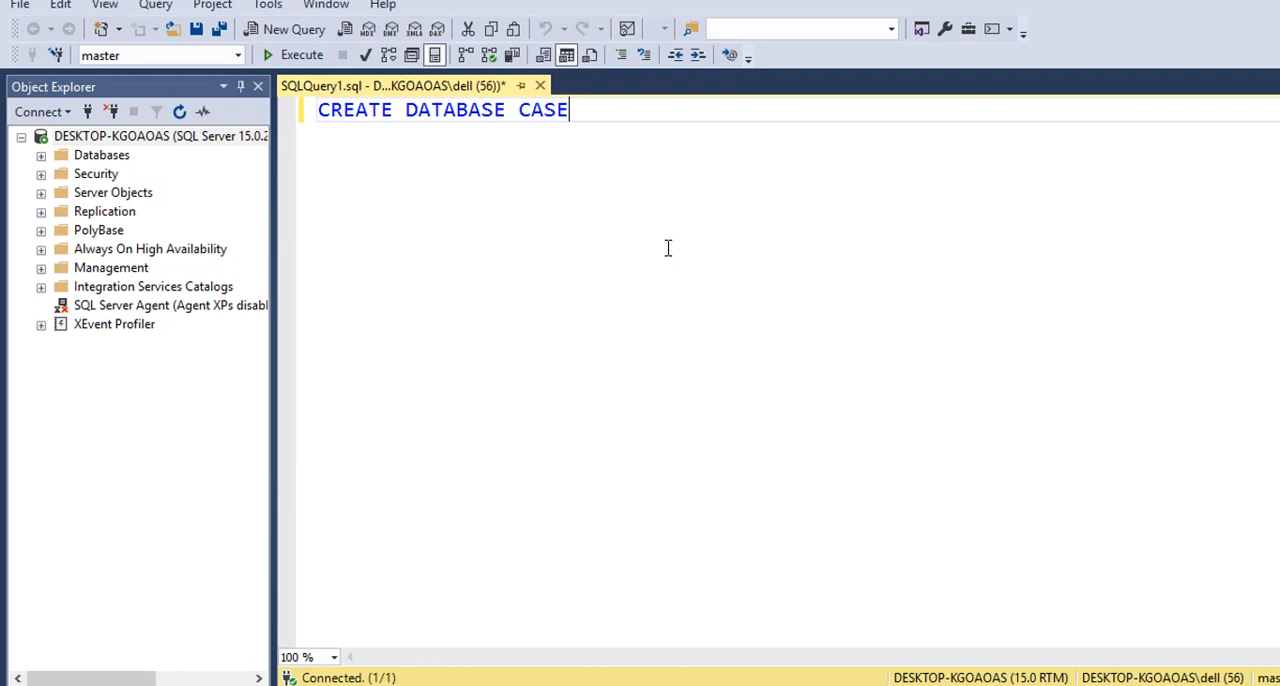 File Edit View Query Project Tools Window Help
New Query
master Execute
Object Explorer
SQLQuery1.sql - D...KGOAOAS\dell (56))*
Connect
CREATE DATABASE CASE
DESKTOP-KGOAOAS (SQL Server 15.0.2
Databases
Security
Server Objects
Replication
PolyBase
Always On High Availability
Management
Integration Services Catalogs
SQL Server Agent (Agent XPs disabl
XEvent Profiler
100 %
Connected. (1/1) DESKTOP-KGOAOAS (15.0 RTM) DESKTOP-KGOAOAS\dell (56) mas